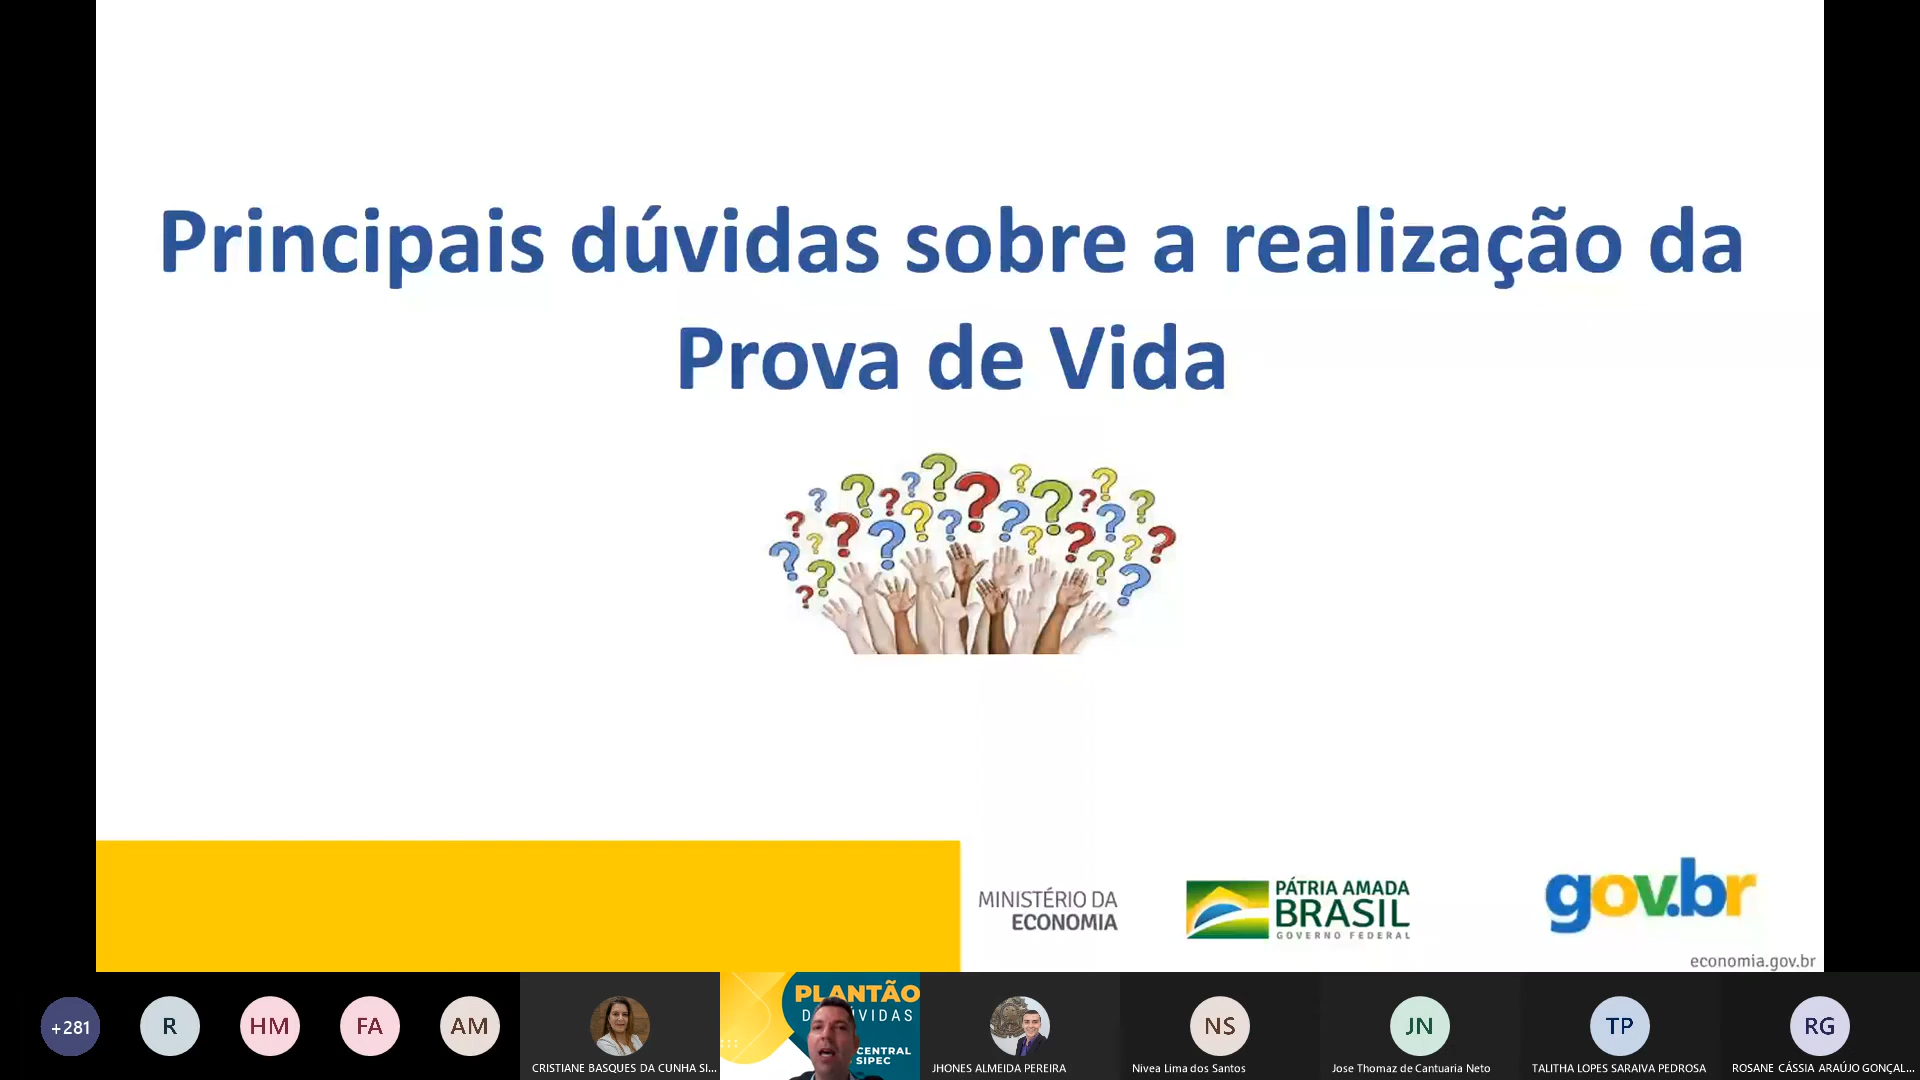 Principais dúvidas sobre a realização da
Prova de Vida
MINISTÉRIO DA
ECONOMIA
PÁTRIA AMADA
BRASIL
GOVERNO FEDERAL
gov.br
economia.gov.br
+281
R
HM
FA
AM
CRISTIANE BASQUES DA CUNHA SI...
PLANTÃO
CENTRAL
SIPEC
JHONES ALMEIDA PEREIRA
NS
Nivea Lima dos Santos
JN
Jose Thomaz de Cantuaria Neto
TP
TALITHA LOPES SARAIVA PEDROSA
RG
ROSANE CÁSSIA ARAÚJO GONÇAL...